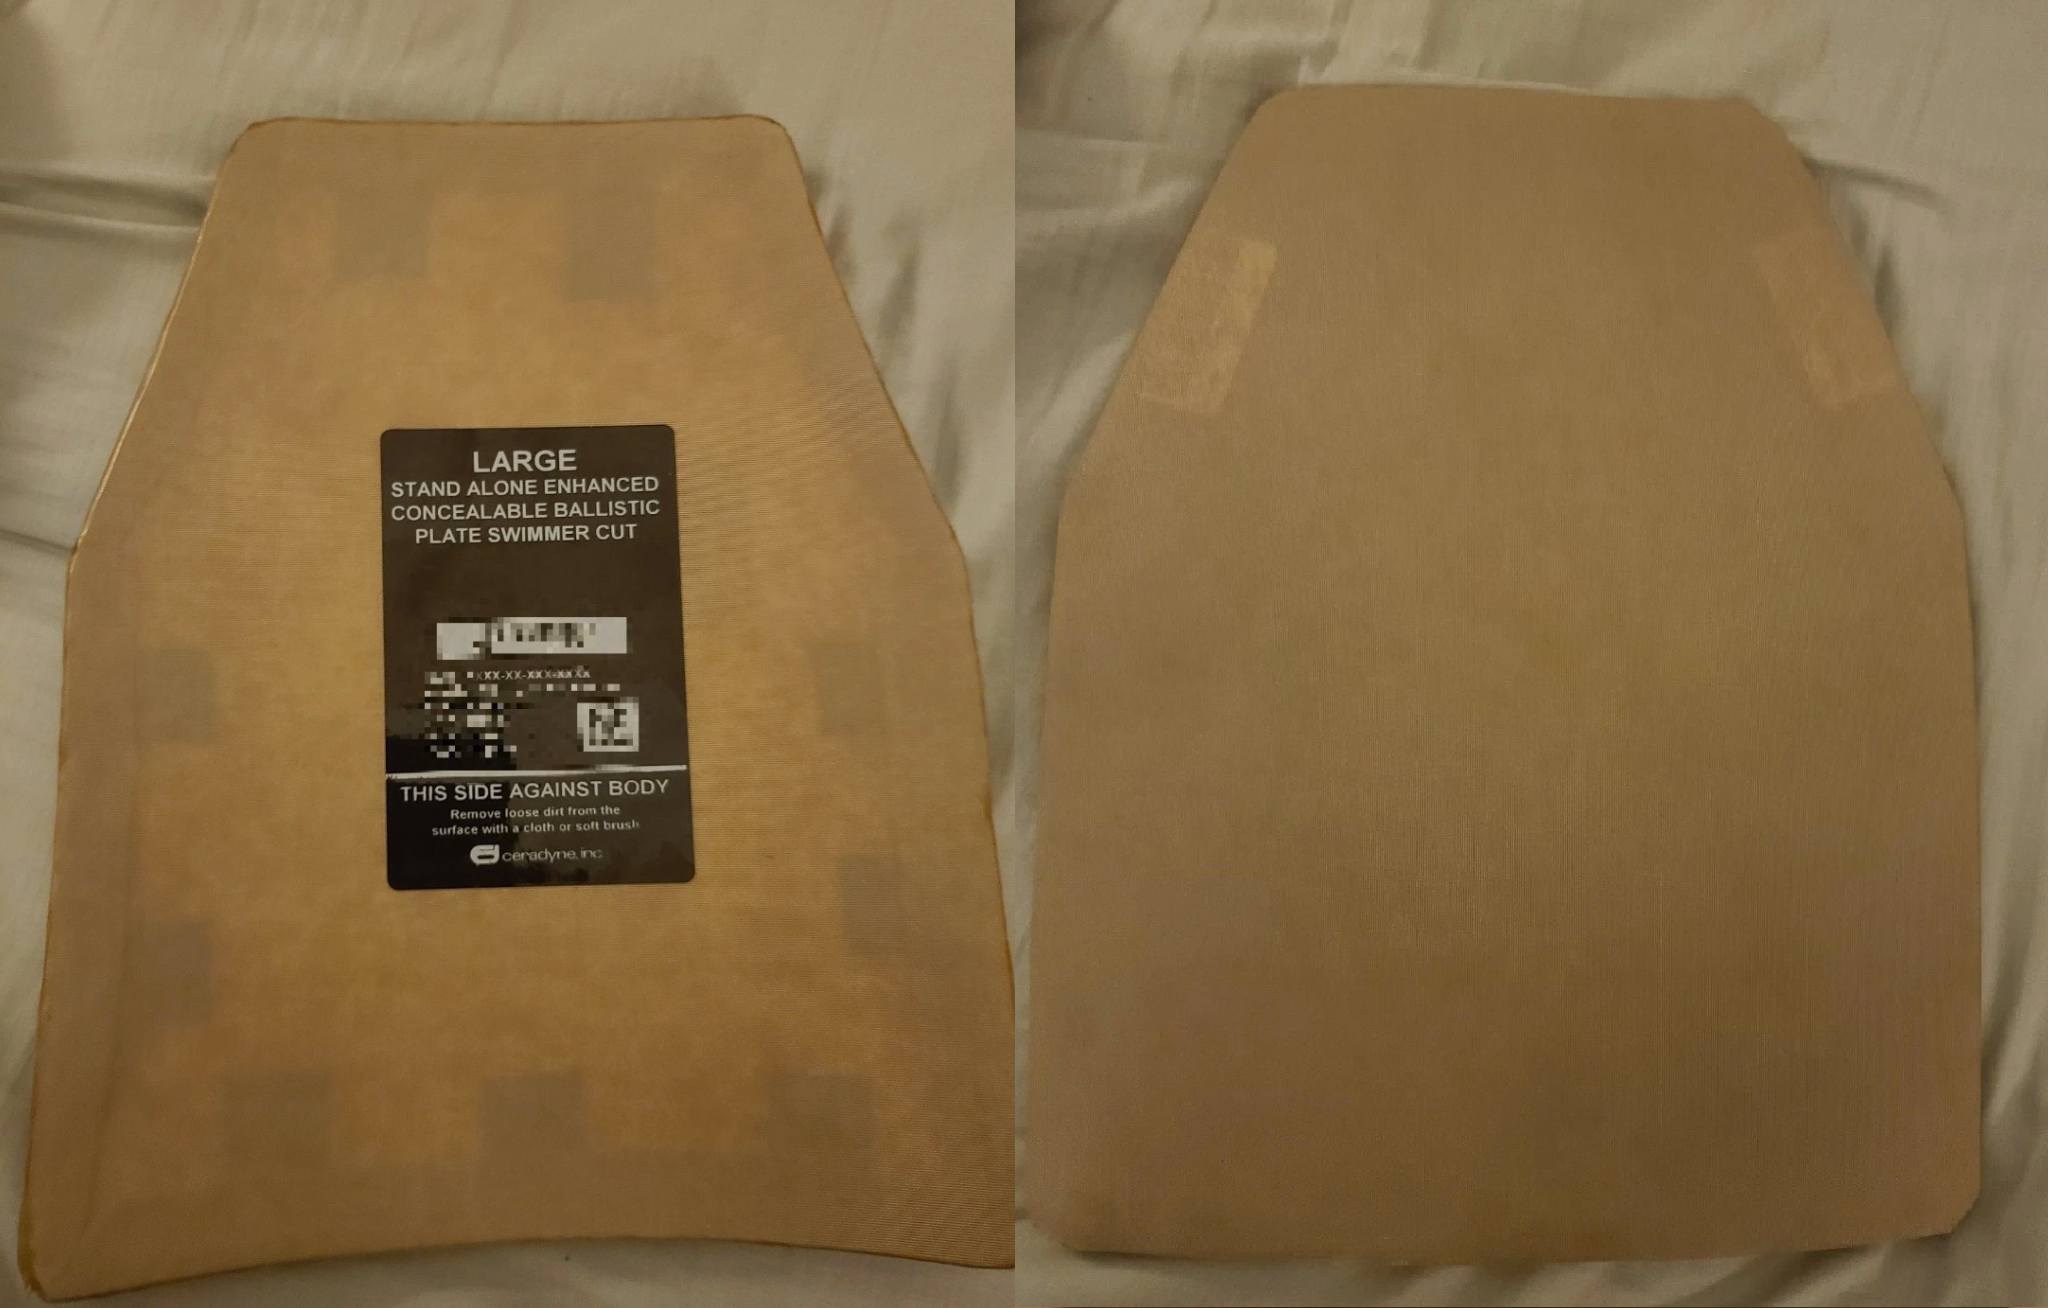 LARGE
STAND ALONE ENHANCED
CONCEALABLE BALLISTIC
PLATE SWIMMER CUT
THIS SIDE AGAINST BODY
Remove loose dirt from the
surface with a cloth or soft brush
ceradyne, inc